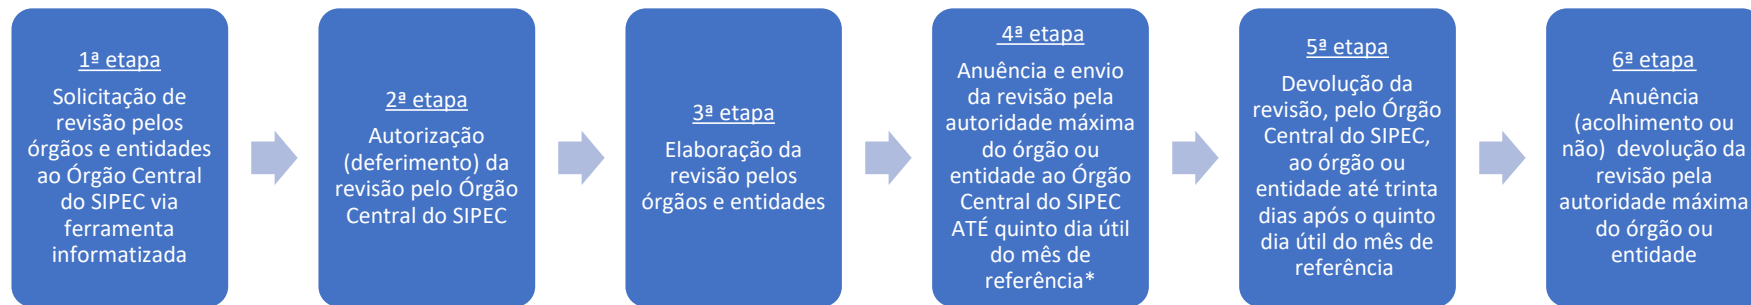 1ª etapa
Solicitação de
revisão pelos
órgãos e entidades
ao Órgão Central
do SIPEC via
ferramenta
informatizada
2ª etapa
Autorização
(deferimento) da
revisão pelo Órgão
Central do SIPEC
3ª etapa
Elaboração da
revisão pelos
órgãos e entidades
4ª etapa
Anuência e envio
da revisão pela
autoridade máxima
do órgão ou
entidade ao Órgão
Central do SIPEC
ATÉ quinto dia útil
do mês de
referência*
5ª etapa
Devolução da
revisão, pelo Órgão
Central do SIPEC,
ao órgão ou
entidade até trinta
dias após o quinto
dia útil do mês de
referência
6ª etapa
Anuência
(acolhimento ou
não) devolução da
revisão pela
autoridade máxima
do órgão ou
entidade